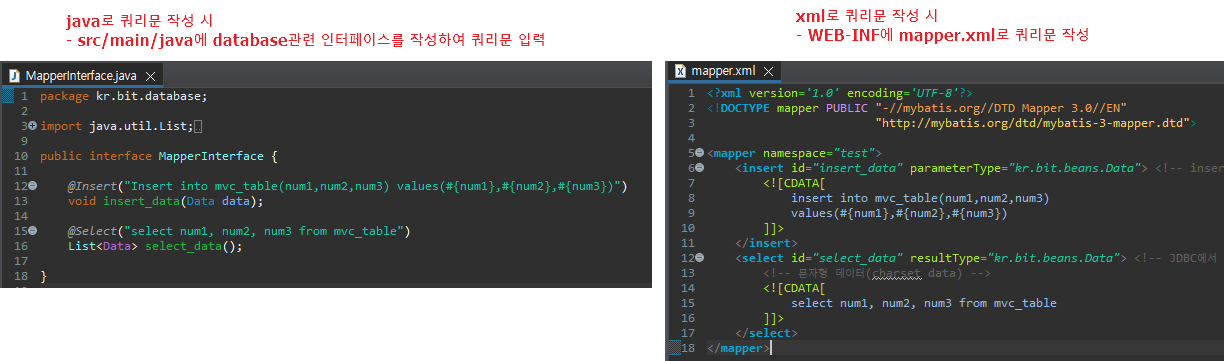 java로 쿼리문 작성 시
- src/main/java에 database관련 인터페이스를 작성하여 쿼리문 입력
MapperInterface.java
1 package kr.bit.database;
2
3 import java.util.List;
9
10 public interface MapperInterface {
11
12 @Insert("Insert into mvc_table(num1,num2,num3) values(#{num1},#{num2},#{num3})")
13 void insert_data(Data data);
14
15 @Select("select num1, num2, num3 from mvc_table")
16 List<Data> select_data();
17
18 }
xml로 쿼리문 작성 시
- WEB-INF에 mapper.xml로 쿼리문 작성
mapper.xml
1 <?xml version='1.0' encoding='UTF-8'?>
2 <!DOCTYPE mapper PUBLIC "-//mybatis.org//DTD Mapper 3.0//EN"
3 "http://mybatis.org/dtd/mybatis-3-mapper.dtd">
4
5 <mapper namespace="test">
6 <insert id="insert_data" parameterType="kr.bit.beans.Data"> <!-- inser
7 <![CDATA[
8 insert into mvc_table(num1,num2,num3)
9 values(#{num1},#{num2},#{num3})
10 ]]>
11 </insert>
12 <select id="select_data" resultType="kr.bit.beans.Data"> <!-- JDBC에서
13 <!-- 문자형 데이터(charset data) -->
14 <![CDATA[
15 select num1, num2, num3 from mvc_table
16 ]]>
17 </select>
18 </mapper>